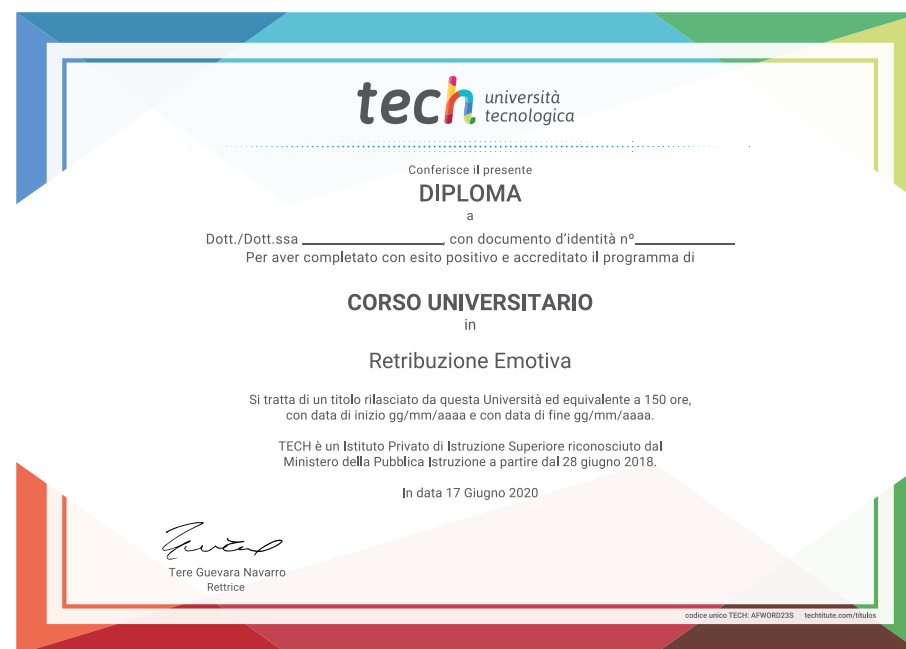 tech università
tecnologica
Conferisce il presente
DIPLOMA
a
Dott./Dott.ssa ____________________, con documento d'identità nº______________
Per aver completato con esito positivo e accreditato il programma di
CORSO UNIVERSITARIO
in
Retribuzione Emotiva
Si tratta di un titolo rilasciato da questa Università ed equivalente a 150 ore,
con data di inizio gg/mm/aaaa e con data di fine gg/mm/aaaa.
TECH è un Istituto Privato di Istruzione Superiore riconosciuto dal
Ministero della Pubblica Istruzione a partire dal 28 giugno 2018.
In data 17 Giugno 2020
Tere Guevara Navarro
Rettrice
codice unico TECH: AFWORD23S techtitute.com/títulos